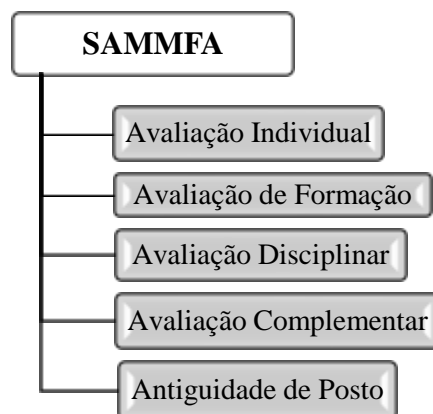 SAMMFA
Avaliação Individual
Avaliação de Formação
Avaliação Disciplinar
Avaliação Complementar
Antiguidade de Posto